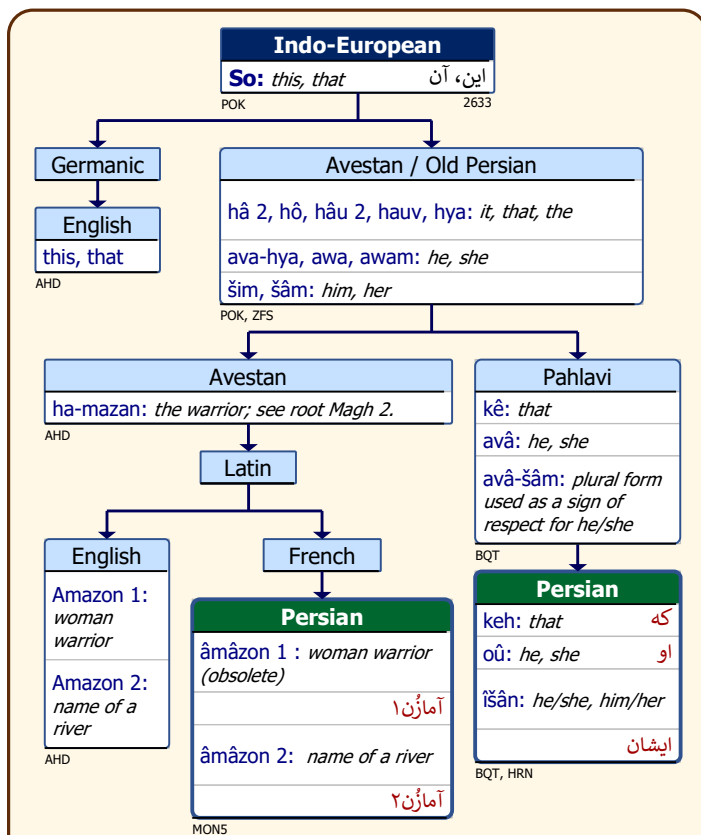 Indo-European
So: this, that این، آن
POK 2633
Germanic
English
this, that
AHD
Avestan / Old Persian
hâ 2, hô, hâu 2, hauv, hya: it, that, the
ava-hya, awa, awam: he, she
šim, šâm: him, her
POK, ZFS
Avestan
ha-mazan: the warrior; see root Magh 2.
AHD
Latin
English
Amazon 1:
woman
warrior
Amazon 2:
name of a
river
AHD
French
Persian
âmâzon 1 : woman warrior
(obsolete)
آمازُن۱
âmâzon 2: name of a river
آمازُن۲
MON5
Pahlavi
kê: that
avâ: he, she
avâ-šâm: plural form
used as a sign of
respect for he/she
BQT
Persian
keh: that که
oû: he, she او
îšân: he/she, him/her
ایشان
BQT, HRN